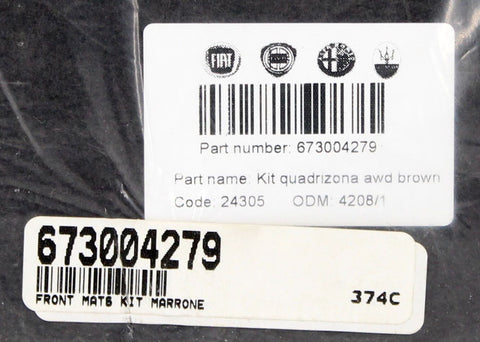 FIAT
Part number: 673004279
Part name: Kit quadrizona awd brown
Code: 24305 ODM: 4208/1
673004279
FRONT MATS KIT MARRONE
374C